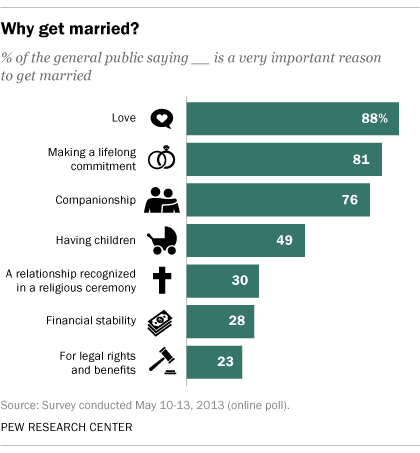 Why get married?
% of the general public saying __ is a very important reason
to get married
Love
88%
Making a lifelong
commitment
81
Companionship
76
Having children
49
A relationship recognized
in a religious ceremony
30
Financial stability
28
For legal rights
and benefits
23
Source: Survey conducted May 10-13, 2013 (online poll).
PEW RESEARCH CENTER